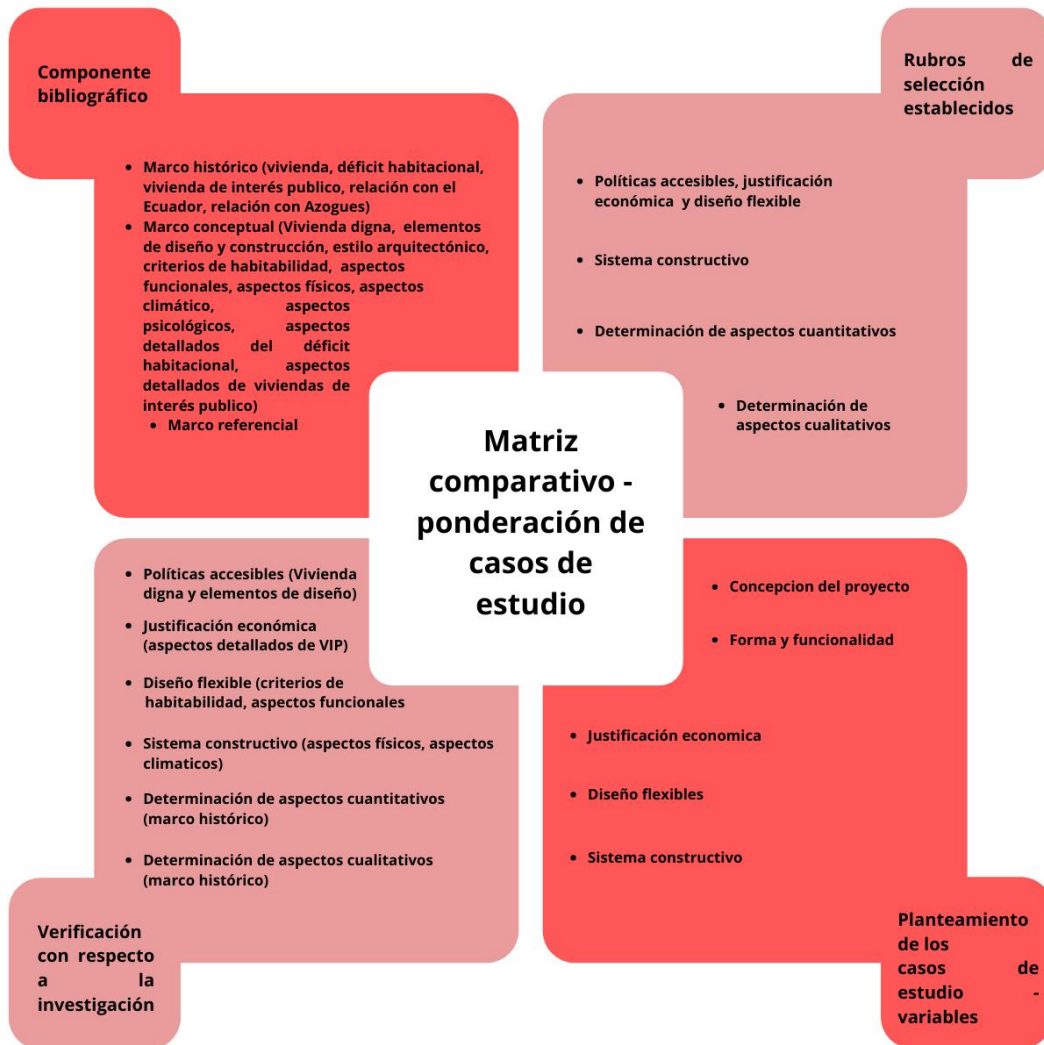 Componente
bibliográfico
• Marco histórico (vivienda, déficit habitacional,
vivienda de interés publico, relación con el
Ecuador, relación con Azogues)
• Marco conceptual (Vivienda digna, elementos
de diseño y construcción, estilo arquitectónico,
criterios de habitabilidad, aspectos
funcionales, aspectos físicos, aspectos
climático, aspectos
psicológicos, aspectos
detallados del déficit
habitacional, aspectos
detallados de viviendas de
interés publico)
• Marco referencial
Rubros de
selección
establecidos
• Políticas accesibles, justificación
económica y diseño flexible
• Sistema constructivo
• Determinación de aspectos cuantitativos
• Determinación de
aspectos cualitativos
Matriz
comparativo -
ponderación de
casos de
estudio
• Políticas accesibles (Vivienda
digna y elementos de diseño)
• Justificación económica
(aspectos detallados de VIP)
• Diseño flexible (criterios de
habitabilidad, aspectos funcionales
• Sistema constructivo (aspectos físicos, aspectos
climaticos)
• Determinación de aspectos cuantitativos
(marco histórico)
• Determinación de aspectos cualitativos
(marco histórico)
Verificación
con respecto
a la
investigación
• Concepcion del proyecto
• Forma y funcionalidad
• Justificación economica
• Diseño flexibles
• Sistema constructivo
Planteamiento
de los
casos de
estudio -
variables